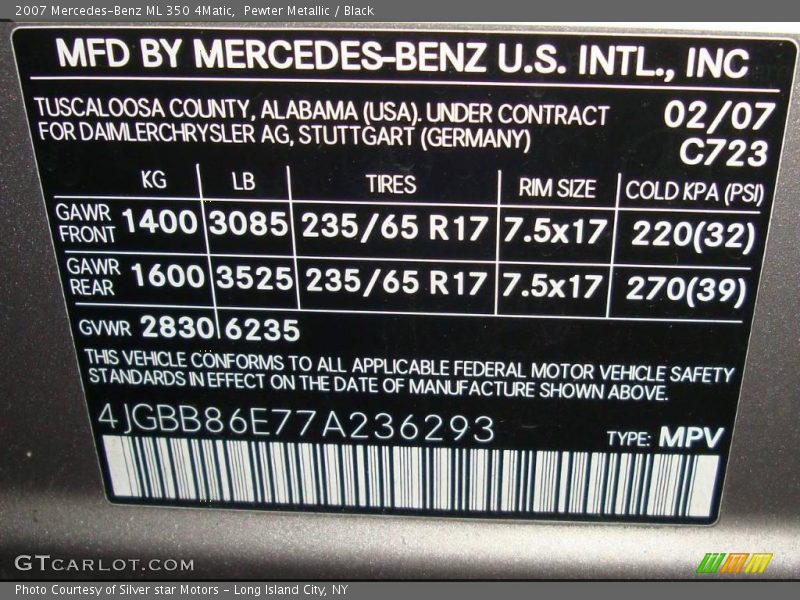 2007 Mercedes-Benz ML 350 4Matic, Pewter Metallic / Black
MFD BY MERCEDES-BENZ U.S. INTL., INC
TUSCALOOSA COUNTY, ALABAMA (USA). UNDER CONTRACT 02/07
FOR DAIMLERCHRYSLER AG, STUTTGART (GERMANY) C723
KG LB TIRES RIM SIZE COLD KPA (PSI)
GAWR FRONT 1400 3085 235/65 R17 7.5x17 220(32)
GAWR REAR 1600 3525 235/65 R17 7.5x17 270(39)
GVWR 2830 6235
THIS VEHICLE CONFORMS TO ALL APPLICABLE FEDERAL MOTOR VEHICLE SAFETY
STANDARDS IN EFFECT ON THE DATE OF MANUFACTURE SHOWN ABOVE.
4JGBB86E77A236293 TYPE: MPV
GTCARLOT.COM
Photo Courtesy of Silver star Motors - Long Island City, NY